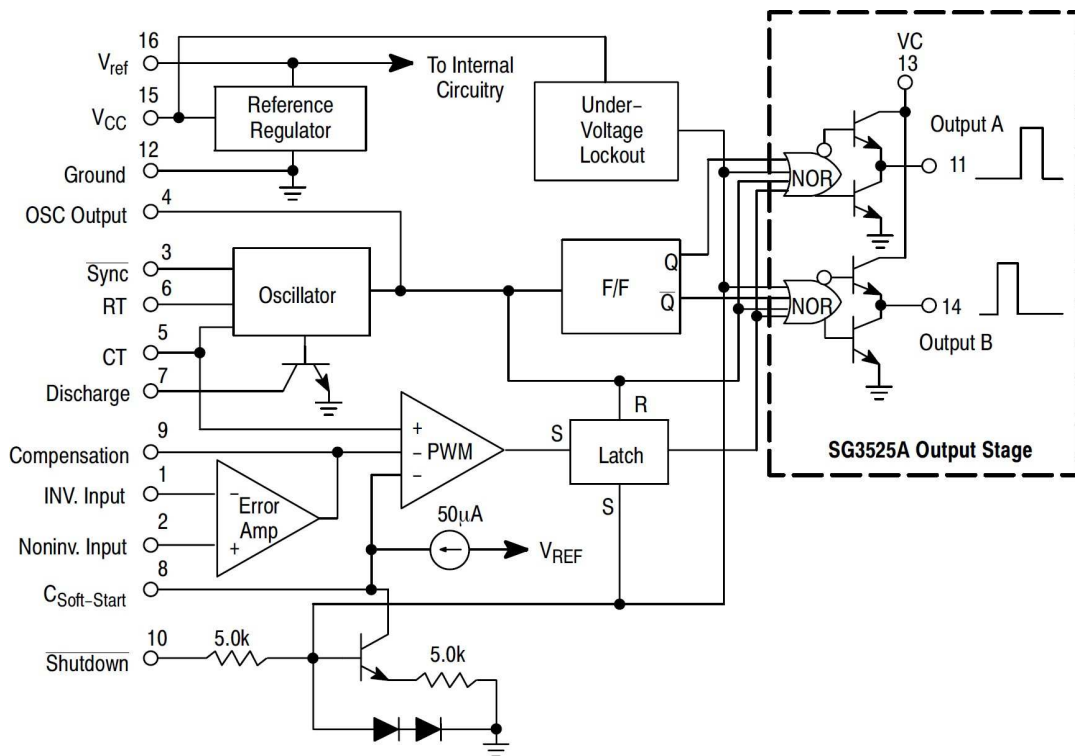 16
Vref
15
VCC
12
Ground
4
OSC Output
3
Sync
6
RT
5
CT
7
Discharge
9
Compensation
1
INV. Input
2
Noninv. Input
8
CSoft−Start
10
Shutdown
Reference
Regulator
To Internal
Circuitry
Under−
Voltage
Lockout
Oscillator
F/F
Q
Q̅
+
−
−
PWM
S
R
Latch
S
−
+
Error
Amp
50μA
VREF
5.0k
5.0k
VC
13
NOR
Output A
11
NOR
14
Output B
SG3525A Output Stage